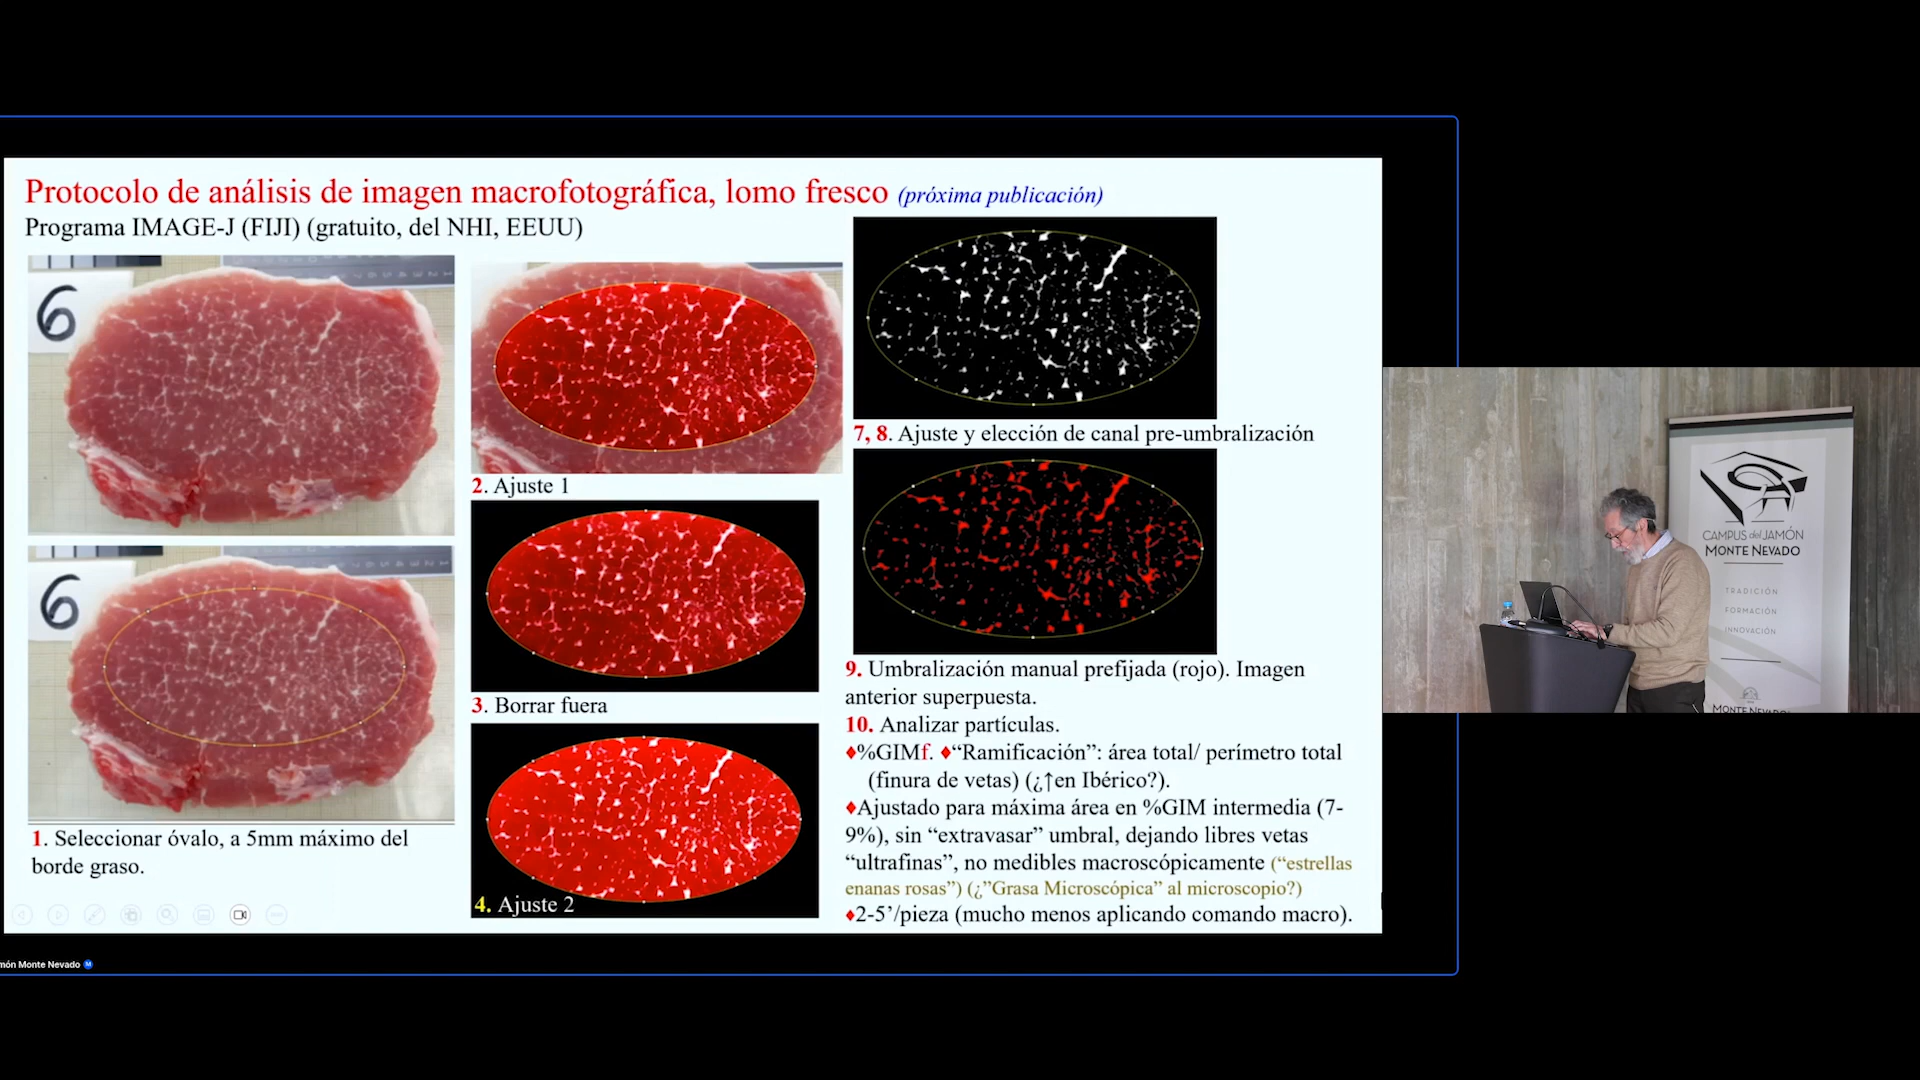 Protocolo de análisis de imagen macrofotográfica, lomo fresco (próxima publicación)
Programa IMAGE-J (FIJI) (gratuito, del NHI, EEUU)
6
6
1. Seleccionar óvalo, a 5mm máximo del
borde graso.
2. Ajuste 1
3. Borrar fuera
4. Ajuste 2
7, 8. Ajuste y elección de canal pre-umbralización
9. Umbralización manual prefijada (rojo). Imagen
anterior superpuesta.
10. Analizar partículas.
♦%GIMf. ♦“Ramificación”: área total/ perímetro total
(finura de vetas) (¿↑en Ibérico?).
♦Ajustado para máxima área en %GIM intermedia (7-
9%), sin “extravasar” umbral, dejando libres vetas
“ultrafinas”, no medibles macroscópicamente (“estrellas
enanas rosas”) (¿”Grasa Microscópica” al microscopio?)
♦2-5’/pieza (mucho menos aplicando comando macro).
món Monte Nevado M
CAMPUS del JAMÓN
MONTE NEVADO
TRADICIÓN
FORMACIÓN
INNOVACIÓN
MONTE NEVADO